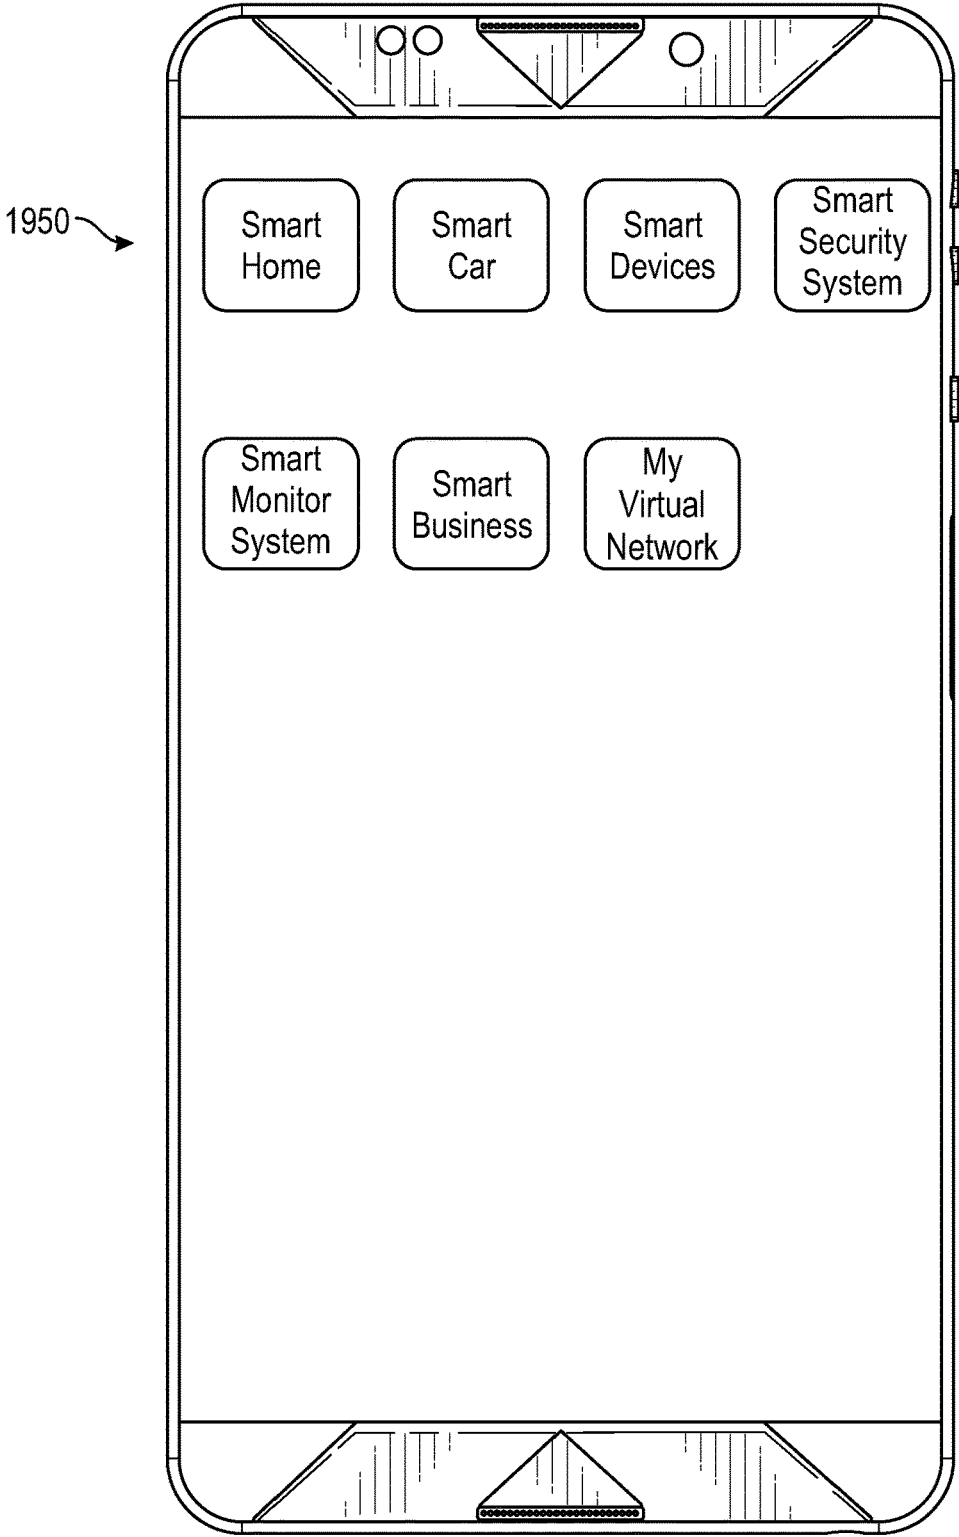 1950
Smart
Home
Smart
Car
Smart
Devices
Smart
Security
System
Smart
Monitor
System
Smart
Business
My
Virtual
Network